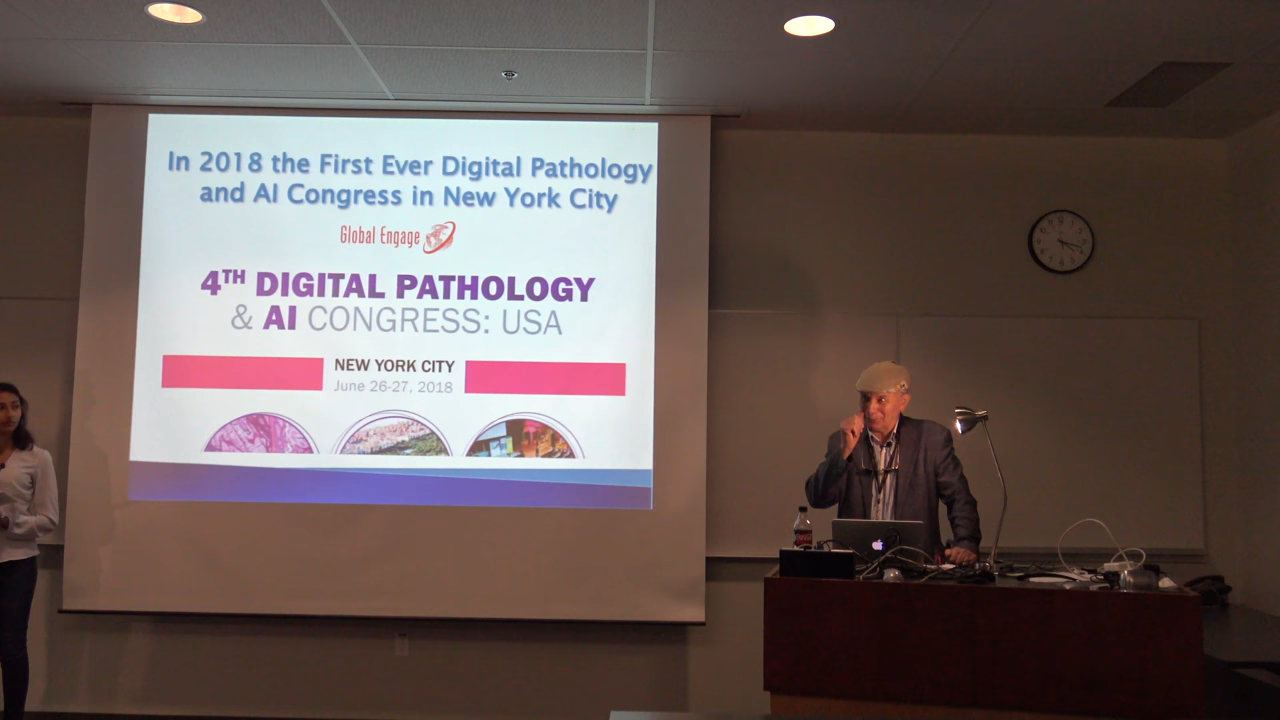 In 2018 the First Ever Digital Pathology
and AI Congress in New York City
Global Engage
4TH DIGITAL PATHOLOGY
& AI CONGRESS: USA
NEW YORK CITY
June 26-27, 2018